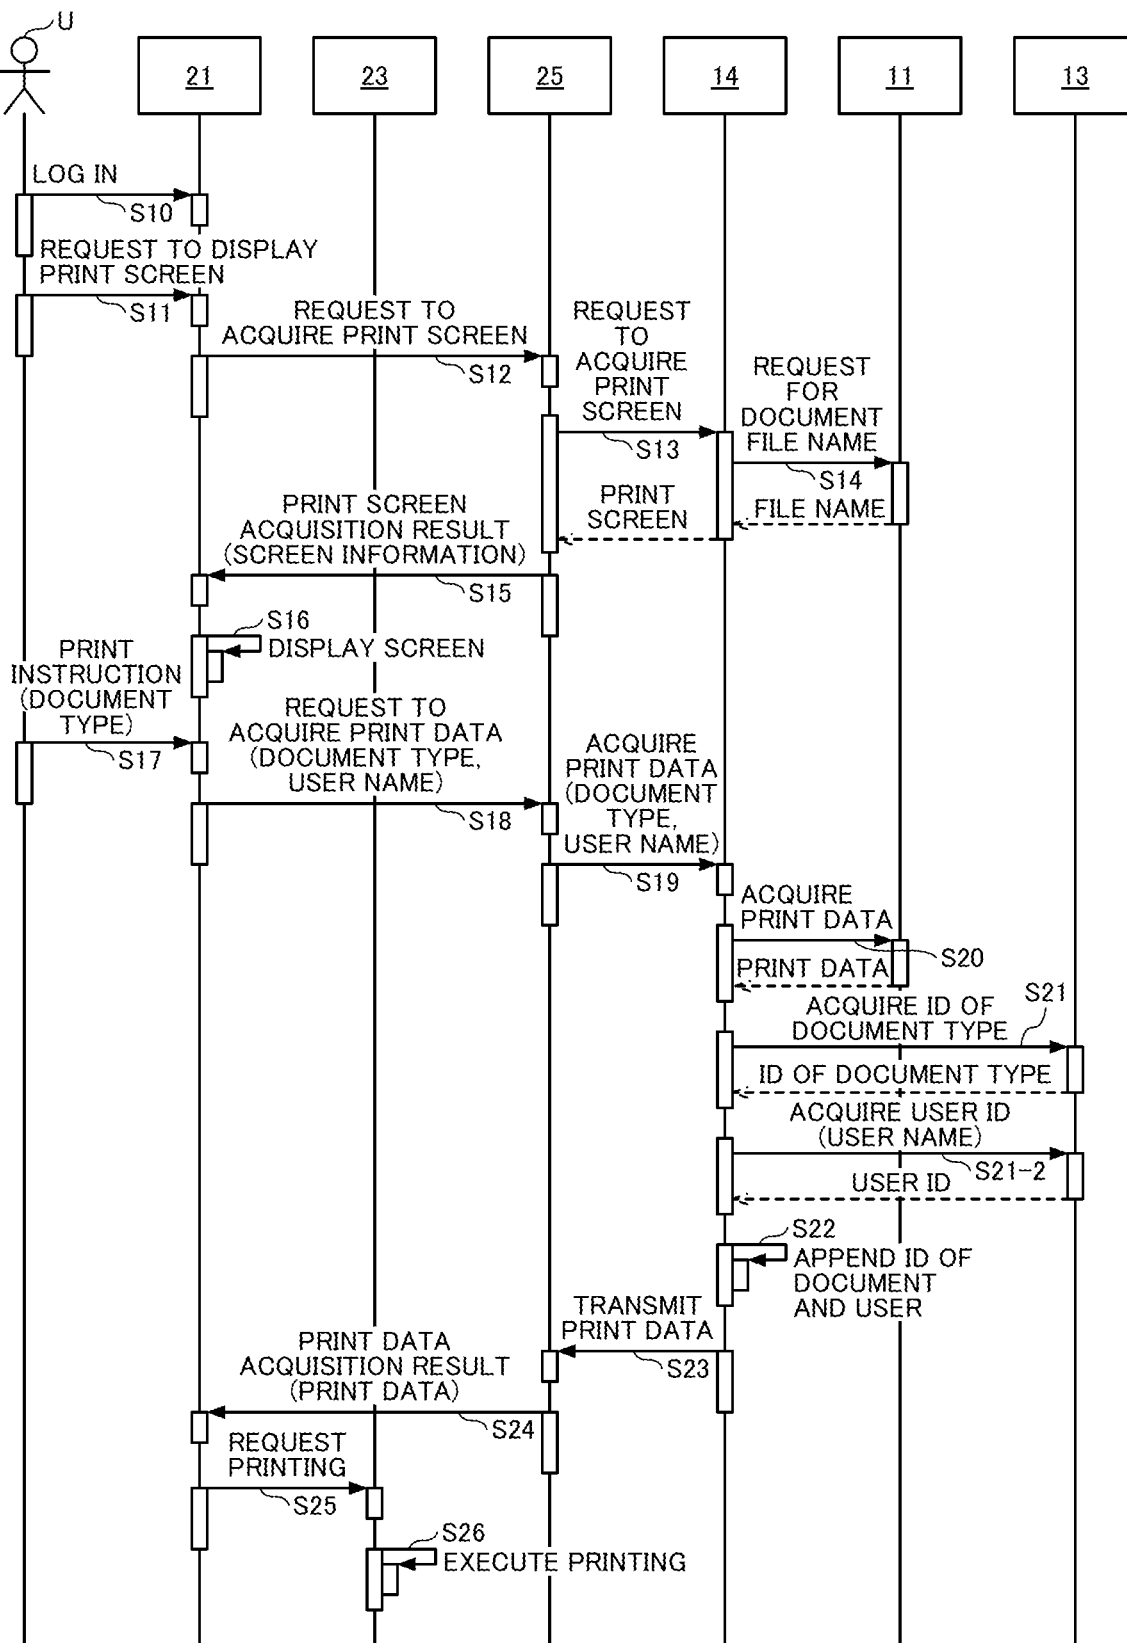 U
21
23
25
14
11
13
LOG IN
S10
REQUEST TO DISPLAY
PRINT SCREEN
S11
REQUEST TO
ACQUIRE PRINT SCREEN
S12
REQUEST
TO
ACQUIRE
PRINT
SCREEN
S13
REQUEST
FOR
DOCUMENT
FILE NAME
S14
FILE NAME
PRINT
SCREEN
PRINT SCREEN
ACQUISITION RESULT
(SCREEN INFORMATION)
S15
S16
DISPLAY SCREEN
PRINT
INSTRUCTION
(DOCUMENT
TYPE)
S17
REQUEST TO
ACQUIRE PRINT DATA
(DOCUMENT TYPE,
USER NAME)
S18
ACQUIRE
PRINT DATA
(DOCUMENT
TYPE,
USER NAME)
S19
ACQUIRE
PRINT DATA
S20
PRINT DATA
S21
ACQUIRE ID OF
DOCUMENT TYPE
ID OF DOCUMENT TYPE
ACQUIRE USER ID
(USER NAME)
S21-2
USER ID
S22
APPEND ID OF
DOCUMENT
AND USER
TRANSMIT
PRINT DATA
S23
PRINT DATA
ACQUISITION RESULT
(PRINT DATA)
S24
REQUEST
PRINTING
S25
S26
EXECUTE PRINTING